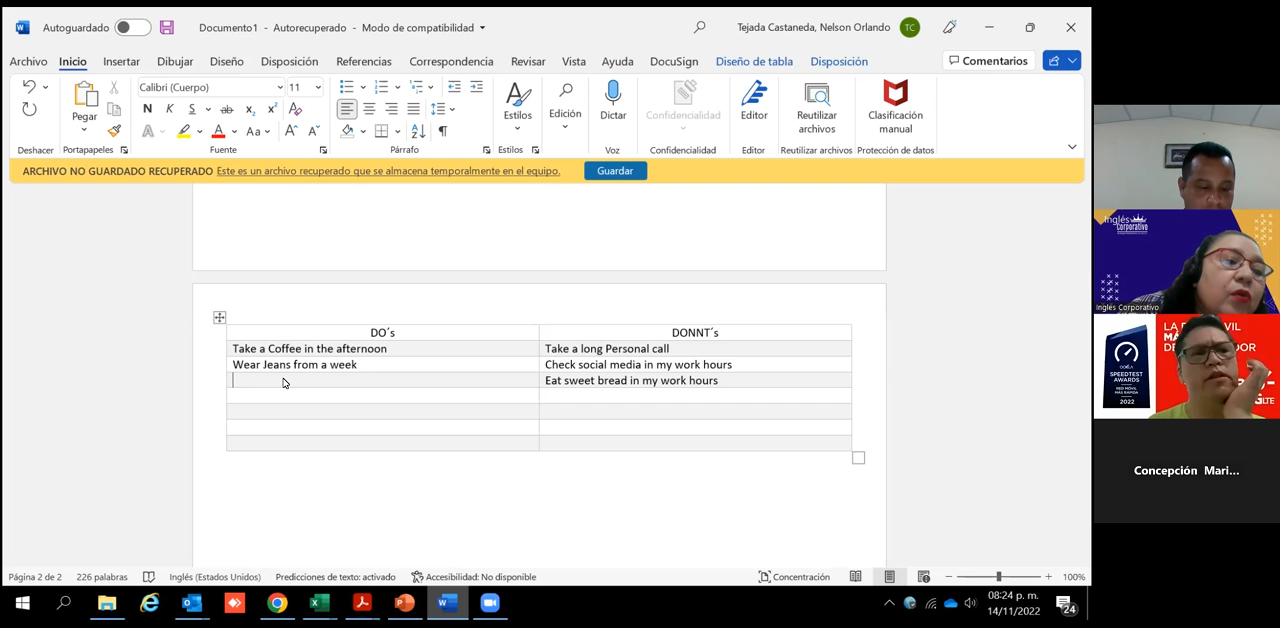 Autoguardado
Documento1 - Autorecuperado - Modo de compatibilidad
Tejada Castaneda, Nelson Orlando
TC
Archivo Inicio Insertar Dibujar Diseño Disposición Referencias Correspondencia Revisar Vista Ayuda DocuSign Diseño de tabla Disposición
Comentarios
Calibri (Cuerpo) 11
Pegar
Estilos
Edición
Dictar
Confidencialidad
Editor
Reutilizar archivos
Clasificación manual
Deshacer Portapapeles Fuente Párrafo Estilos Voz Confidencialidad Editor Reutilizar archivos Protección de datos
ARCHIVO NO GUARDADO RECUPERADO Este es un archivo recuperado que se almacena temporalmente en el equipo. Guardar
DO´s DONNT´s
Take a Coffee in the afternoon Take a long Personal call
Wear Jeans from a week Check social media in my work hours
Eat sweet bread in my work hours
Inglés Corporativo
Inglés Corporativo
SPEEDTEST AWARDS
2022
Concepción Mari...
Página 2 de 2 226 palabras Inglés (Estados Unidos) Predicciones de texto: activado Accesibilidad: No disponible Concentración 100%
08:24 p. m.
14/11/2022
24